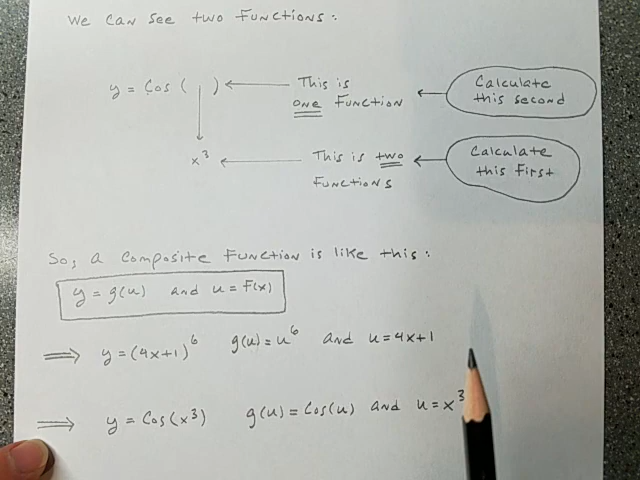 We can see two functions:
y = Cos ( ) ← This is one function ← Calculate this second
x³ ← This is two functions ← Calculate this first
So, a composite function is like this:
y = g(u) and u = f(x)
⇒ y = (4x+1)⁶ g(u) = u⁶ and u = 4x+1
⇒ y = Cos(x³) g(u) = Cos(u) and u = x³